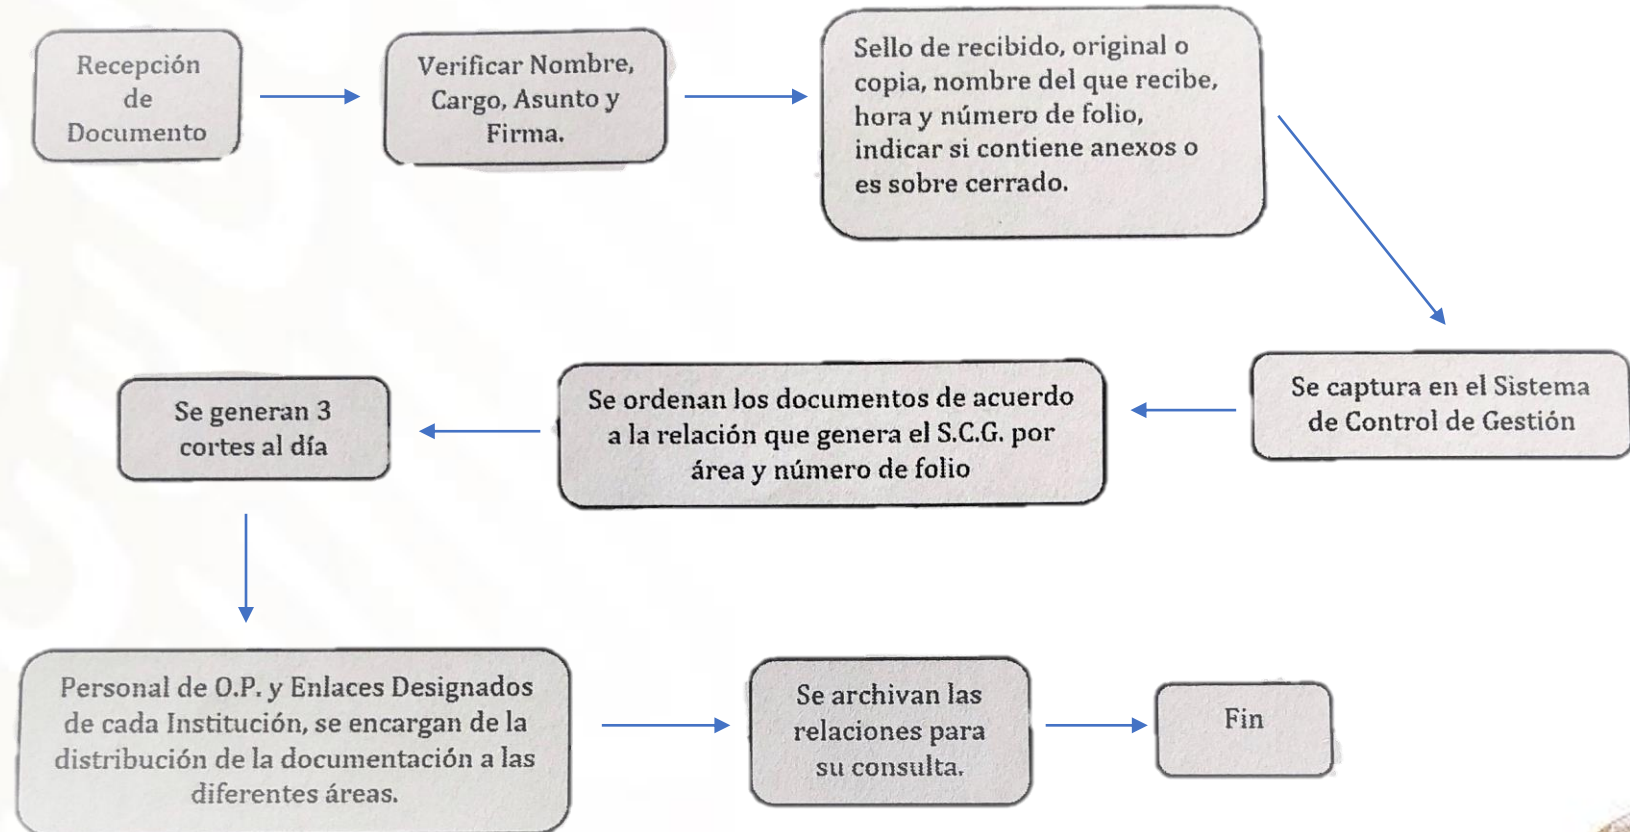 Recepción
de
Documento
Verificar Nombre,
Cargo, Asunto y
Firma.
Sello de recibido, original o
copia, nombre del que recibe,
hora y número de folio,
indicar si contiene anexos o
es sobre cerrado.
Se captura en el Sistema
de Control de Gestión
Se ordenan los documentos de acuerdo
a la relación que genera el S.C.G. por
área y número de folio
Se generan 3
cortes al día
Personal de O.P. y Enlaces Designados
de cada Institución, se encargan de la
distribución de la documentación a las
diferentes áreas.
Se archivan las
relaciones para
su consulta.
Fin